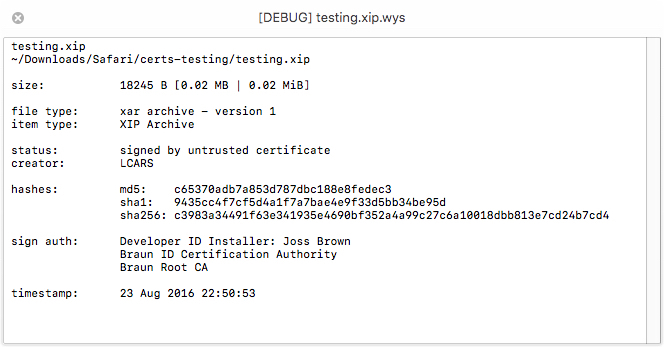 [DEBUG] testing.xip.wys
testing.xip
~/Downloads/Safari/certs-testing/testing.xip
size: 18245 B [0.02 MB | 0.02 MiB]
file type: xar archive – version 1
item type: XIP Archive
status: signed by untrusted certificate
creator: LCARS
hashes: md5: c65370adb7a853d787dbc188e8fedec3
sha1: 9435cc4f7cf5d4a1f7a7bae4e9f33d5bb34be95d
sha256: c3983a34491f63e341935e4690bf352a4a99c27c6a10018dbb813e7cd24b7cd4
sign auth: Developer ID Installer: Joss Brown
Braun ID Certification Authority
Braun Root CA
timestamp: 23 Aug 2016 22:50:53